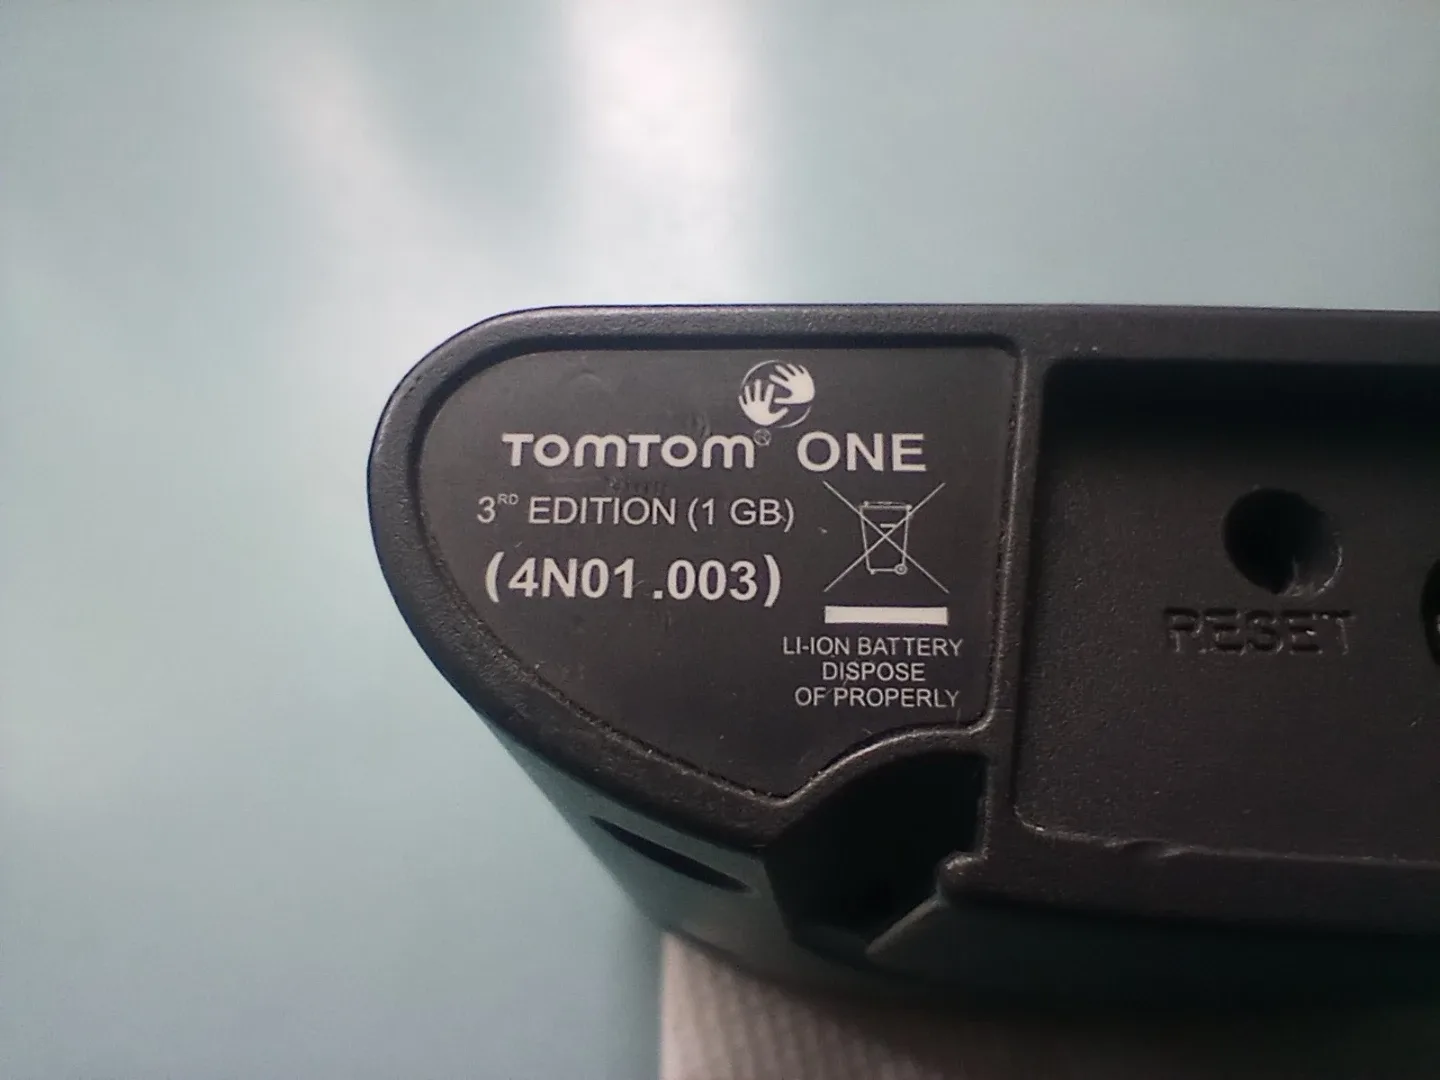 TOMTOM® ONE
3RD EDITION (1 GB)
(4N01.003)
LI-ION BATTERY
DISPOSE
OF PROPERLY
RESET